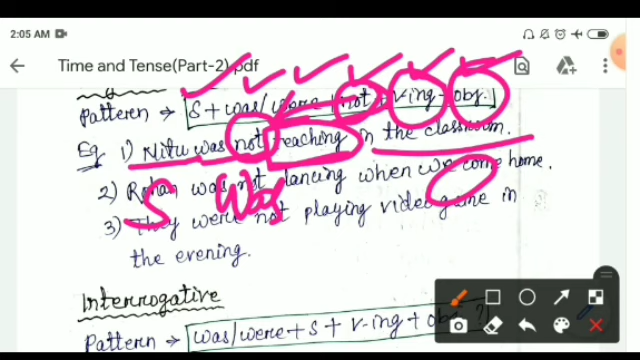 2:05 AM
Time and Tense(Part-2).pdf
Pattern → S + was/were + not + v-ing + obj.
Eg 1) Nitu was not teaching in the classroom.
2) Rohan was not dancing when we come home.
3) They were not playing video game in
the evening.
S Was
Interrogative
Pattern → was/were + S + v-ing + obj ?